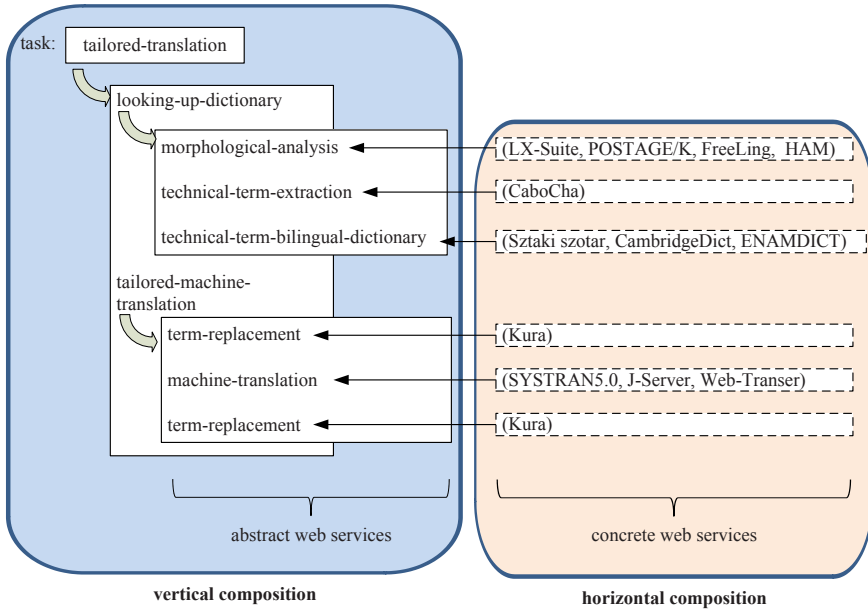 task: tailored-translation
looking-up-dictionary
morphological-analysis (LX-Suite, POSTAGE/K, FreeLing, HAM)
technical-term-extraction (CaboCha)
technical-term-bilingual-dictionary (Sztaki szotar, CambridgeDict, ENAMDICT)
tailored-machine-
translation
term-replacement (Kura)
machine-translation (SYSTRAN5.0, J-Server, Web-Transer)
term-replacement (Kura)
abstract web services concrete web services
vertical composition horizontal composition